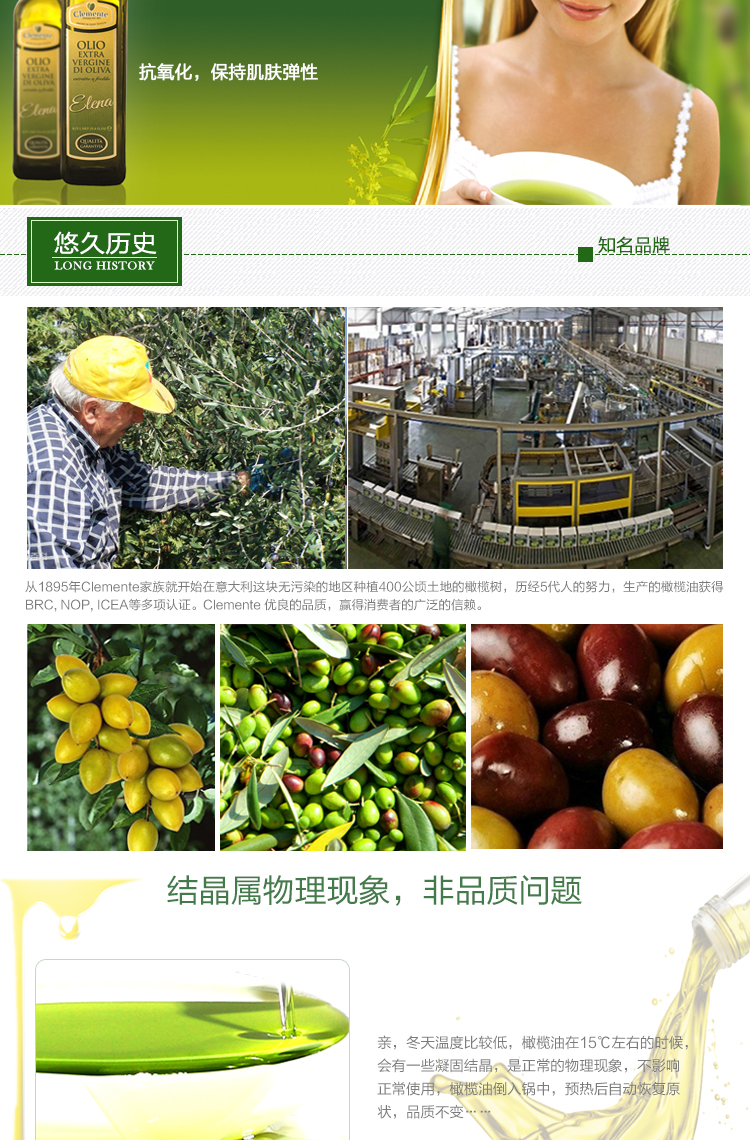 Clemente
OLIO
EXTRA
VERGINE
DI OLIVA
Elena
QUALITÀ
GARANTITA
OLIO
EXTRA
VERGINE
DI OLIVA
Elena
抗氧化，保持肌肤弹性
悠久历史
LONG HISTORY
知名品牌
从1895年Clemente家族就开始在意大利这块无污染的地区种植400公顷土地的橄榄树，历经5代人的努力，生产的橄榄油获得
BRC, NOP, ICEA等多项认证。Clemente 优良的品质，赢得消费者的广泛的信赖。
结晶属物理现象，非品质问题
亲，冬天温度比较低，橄榄油在15℃左右的时候，
会有一些凝固结晶，是正常的物理现象，不影响
正常使用，橄榄油倒入锅中，预热后自动恢复原
状，品质不变……